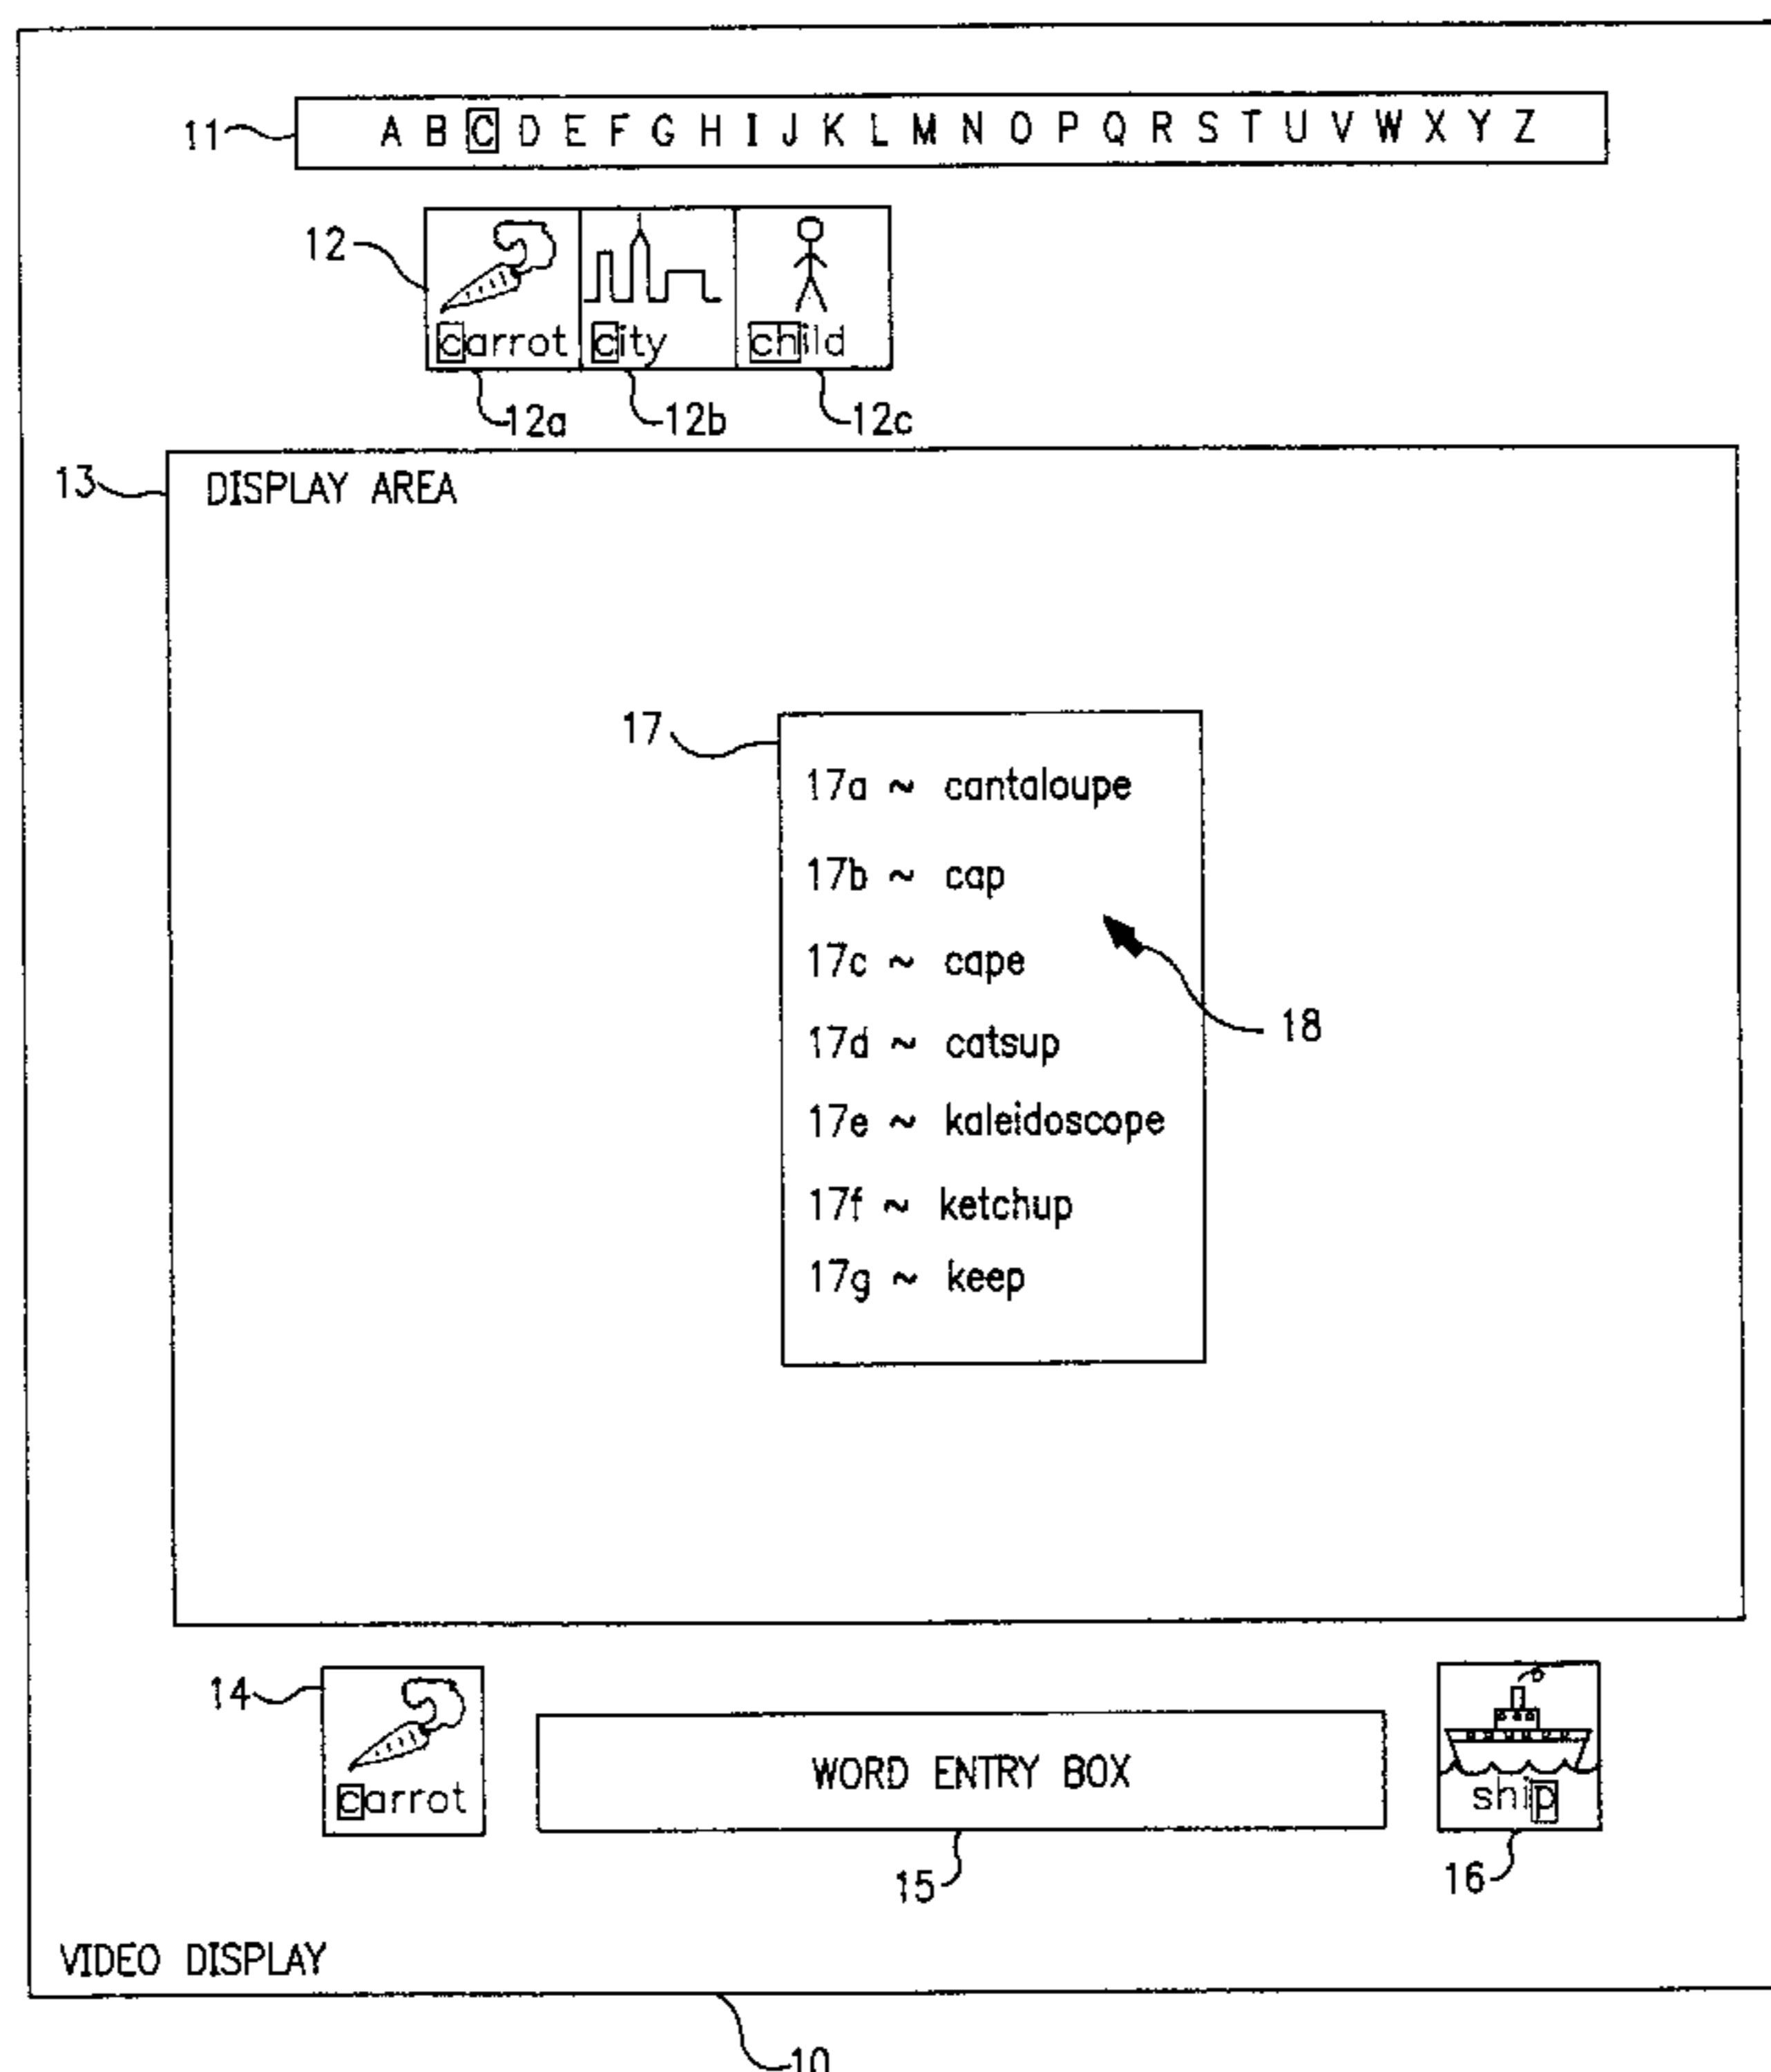 11 A B C D E F G H I J K L M N O P Q R S T U V W X Y Z
12
carrot city child
12a 12b 12c
13 DISPLAY AREA
17
17a ~ cantaloupe
17b ~ cap
17c ~ cape
18
17d ~ catsup
17e ~ kaleidoscope
17f ~ ketchup
17g ~ keep
14
carrot
WORD ENTRY BOX
ship
15
16
VIDEO DISPLAY
10